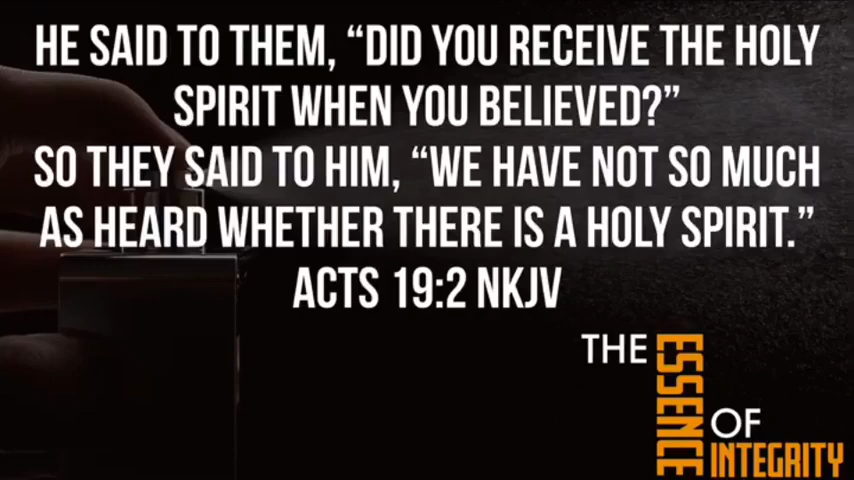 HE SAID TO THEM, “DID YOU RECEIVE THE HOLY
SPIRIT WHEN YOU BELIEVED?”
SO THEY SAID TO HIM, “WE HAVE NOT SO MUCH
AS HEARD WHETHER THERE IS A HOLY SPIRIT.”
ACTS 19:2 NKJV
THE
ESSENCE
OF
INTEGRITY